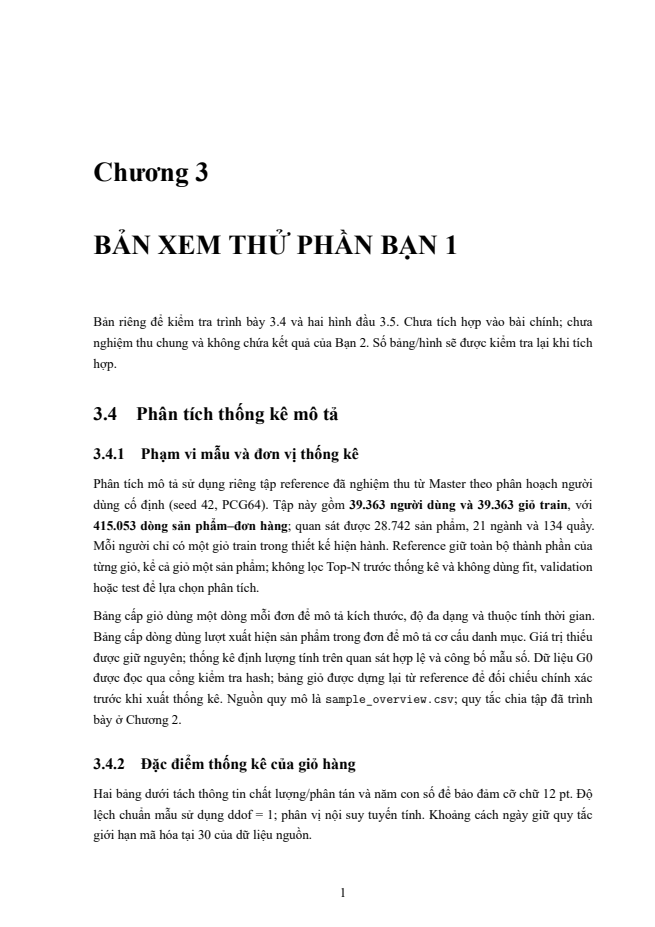 Chương 3
BẢN XEM THỬ PHẦN BẠN 1
Bản riêng để kiểm tra trình bày 3.4 và hai hình đầu 3.5. Chưa tích hợp vào bài chính; chưa
nghiệm thu chung và không chứa kết quả của Bạn 2. Số bảng/hình sẽ được kiểm tra lại khi tích
hợp.
3.4 Phân tích thống kê mô tả
3.4.1 Phạm vi mẫu và đơn vị thống kê
Phân tích mô tả sử dụng riêng tập reference đã nghiệm thu từ Master theo phân hoạch người
dùng cố định (seed 42, PCG64). Tập này gồm 39.363 người dùng và 39.363 giỏ train, với
415.053 dòng sản phẩm–đơn hàng; quan sát được 28.742 sản phẩm, 21 ngành và 134 quầy.
Mỗi người chỉ có một giỏ train trong thiết kế hiện hành. Reference giữ toàn bộ thành phần của
từng giỏ, kể cả giỏ một sản phẩm; không lọc Top-N trước thống kê và không dùng fit, validation
hoặc test để lựa chọn phân tích.
Bảng cấp giỏ dùng một dòng mỗi đơn để mô tả kích thước, độ đa dạng và thuộc tính thời gian.
Bảng cấp dòng dùng lượt xuất hiện sản phẩm trong đơn để mô tả cơ cấu danh mục. Giá trị thiếu
được giữ nguyên; thống kê định lượng tính trên quan sát hợp lệ và công bố mẫu số. Dữ liệu G0
được đọc qua cổng kiểm tra hash; bảng giỏ được dựng lại từ reference để đối chiếu chính xác
trước khi xuất thống kê. Nguồn quy mô là sample_overview.csv; quy tắc chia tập đã trình
bày ở Chương 2.
3.4.2 Đặc điểm thống kê của giỏ hàng
Hai bảng dưới tách thông tin chất lượng/phân tán và năm con số để bảo đảm cỡ chữ 12 pt. Độ
lệch chuẩn mẫu sử dụng ddof = 1; phân vị nội suy tuyến tính. Khoảng cách ngày giữ quy tắc
giới hạn mã hóa tại 30 của dữ liệu nguồn.
1